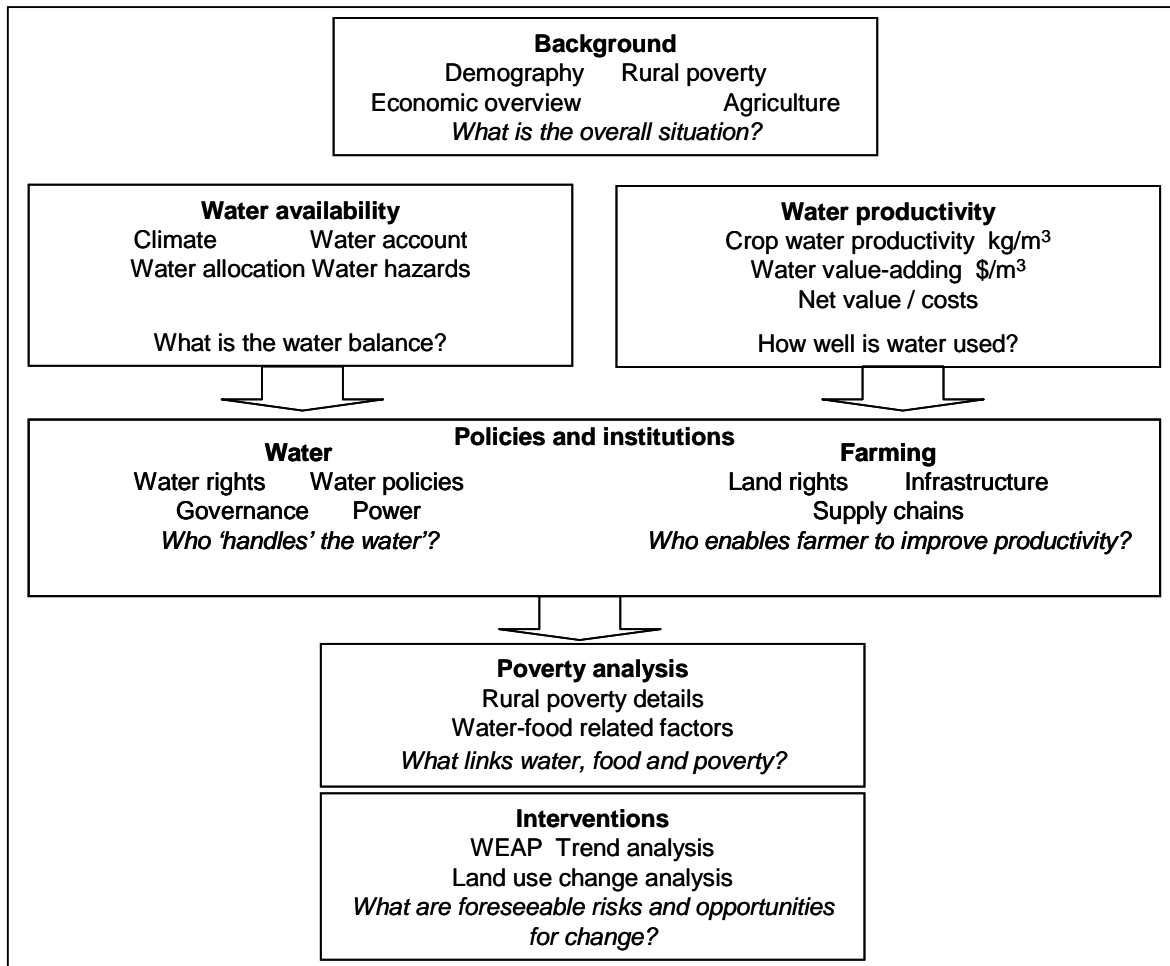 Background
Demography Rural poverty
Economic overview Agriculture
What is the overall situation?
Water availability
Climate Water account
Water allocation Water hazards
What is the water balance?
Water productivity
Crop water productivity kg/m³
Water value-adding $/m³
Net value / costs
How well is water used?
Policies and institutions
Water
Water rights Water policies
Governance Power
Who ‘handles’ the water’?
Farming
Land rights Infrastructure
Supply chains
Who enables farmer to improve productivity?
Poverty analysis
Rural poverty details
Water-food related factors
What links water, food and poverty?
Interventions
WEAP Trend analysis
Land use change analysis
What are foreseeable risks and opportunities
for change?